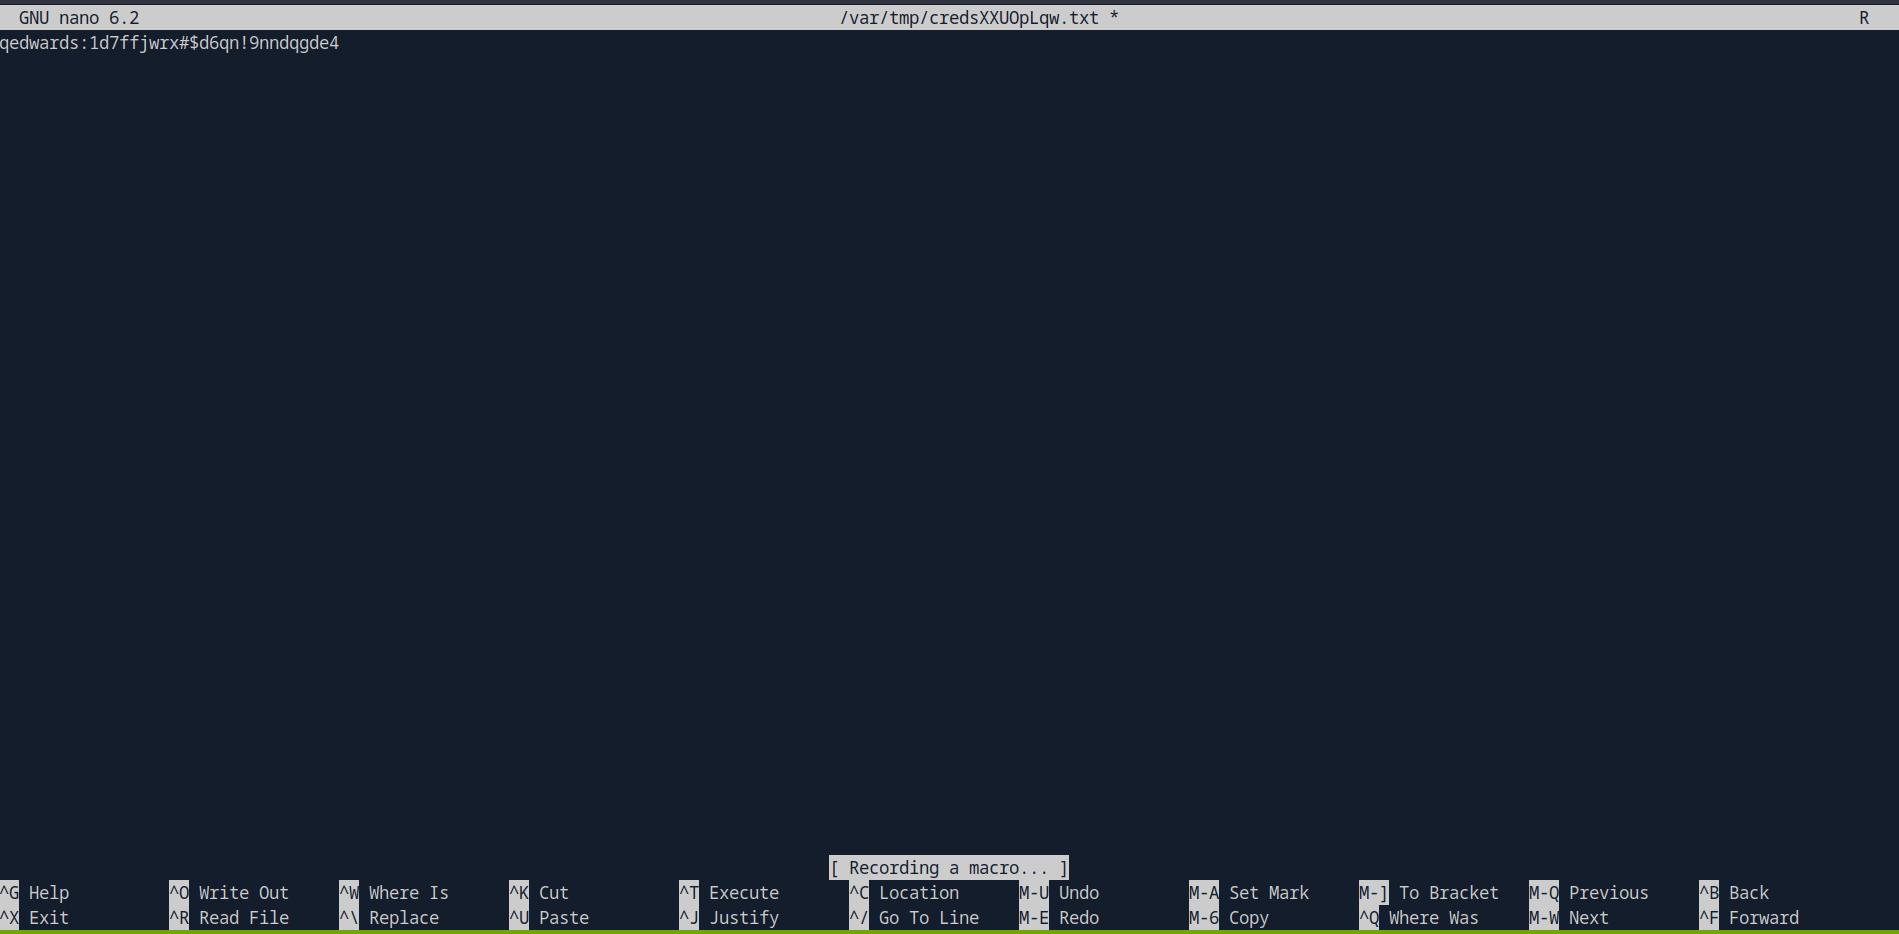 GNU nano 6.2 /var/tmp/credsXXUOpLqw.txt * R
qedwards:1d7ffjwrx#$d6qn!9nndqgde4
[ Recording a macro... ]
^G Help ^O Write Out ^W Where Is ^K Cut ^T Execute ^C Location M-U Undo M-A Set Mark M-] To Bracket M-Q Previous ^B Back
^X Exit ^R Read File ^\ Replace ^U Paste ^J Justify ^/ Go To Line M-E Redo M-6 Copy ^Q Where Was M-W Next ^F Forward